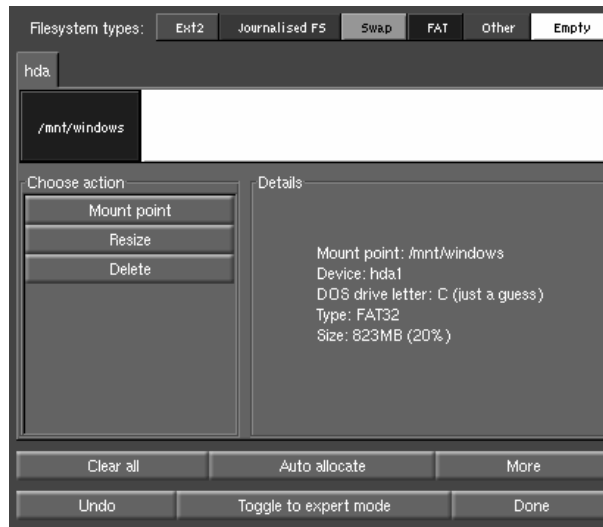 Filesystem types: Ext2 Journalised FS Swap FAT Other Empty
hda
/mnt/windows
Choose action
Mount point
Resize
Delete
Details
Mount point: /mnt/windows
Device: hda1
DOS drive letter: C (just a guess)
Type: FAT32
Size: 823MB (20%)
Clear all Auto allocate More
Undo Toggle to expert mode Done